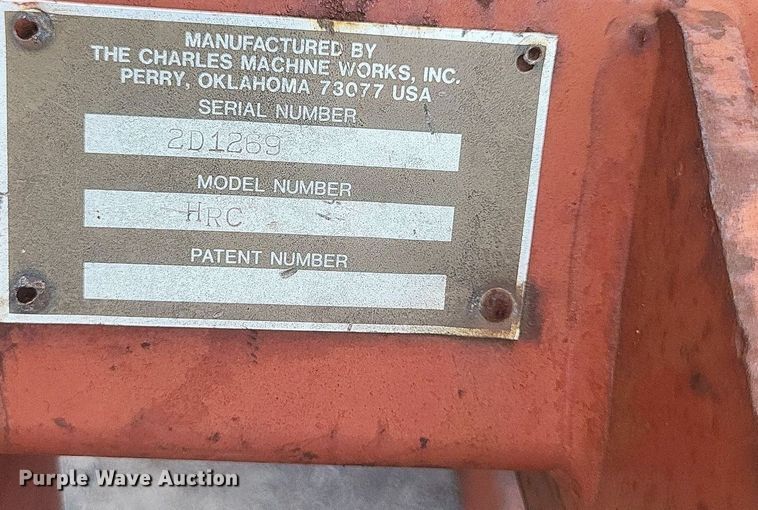 MANUFACTURED BY
THE CHARLES MACHINE WORKS, INC.
PERRY, OKLAHOMA 73077 USA
SERIAL NUMBER
2D1269
MODEL NUMBER
HRC
PATENT NUMBER
Purple Wave Auction